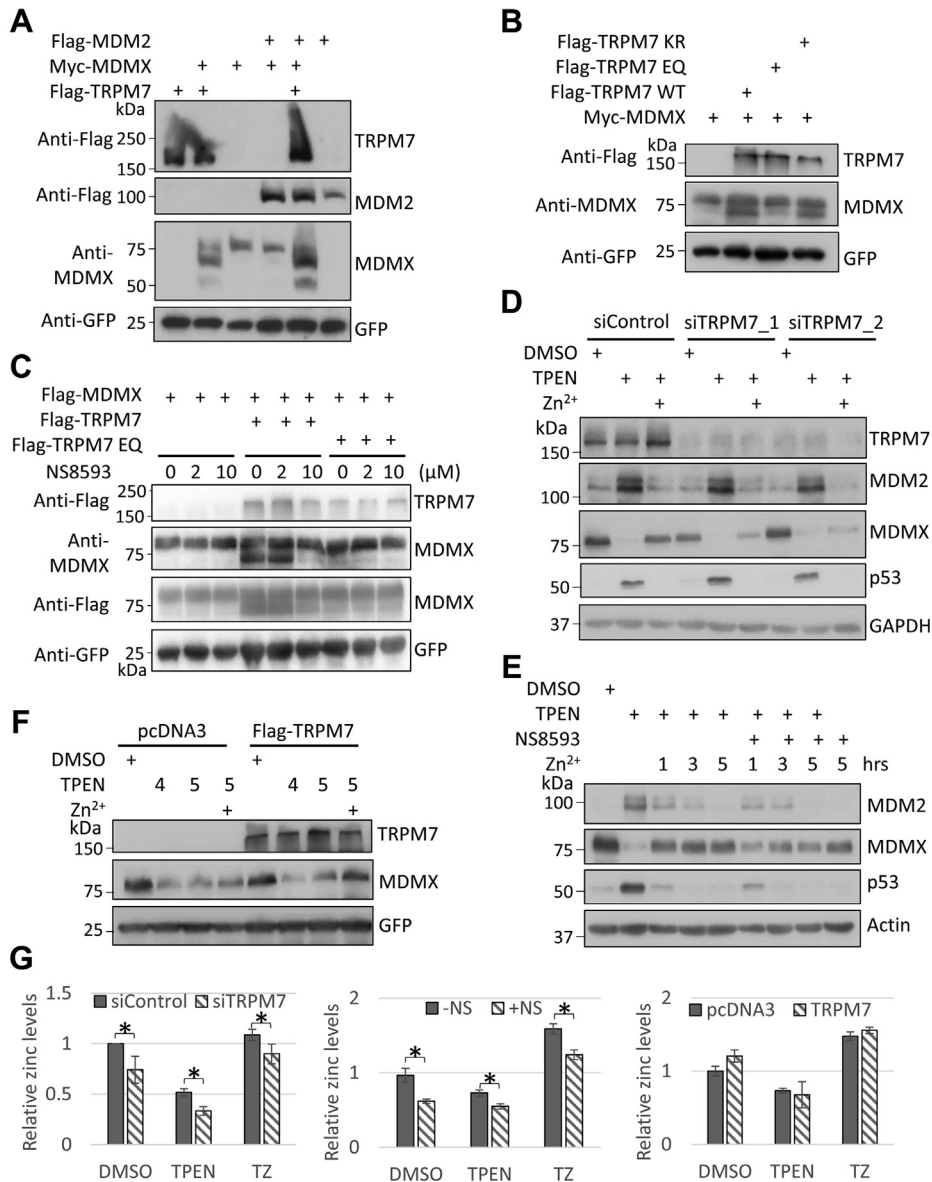 A
Flag-MDM2 + + +
Myc-MDMX + + + +
Flag-TRPM7 + + +
kDa
Anti-Flag 250 TRPM7
150
Anti-Flag 100 MDM2
Anti-MDMX 75 MDMX
50
Anti-GFP 25 GFP
B
Flag-TRPM7 KR +
Flag-TRPM7 EQ +
Flag-TRPM7 WT +
Myc-MDMX + + + +
kDa
Anti-Flag 150 TRPM7
Anti-MDMX 75 MDMX
Anti-GFP 25 GFP
C
Flag-MDMX + + + + + + + + +
Flag-TRPM7 + + +
Flag-TRPM7 EQ + + +
NS8593 0 2 10 0 2 10 0 2 10 (μM)
Anti-Flag 250 TRPM7
150
Anti-MDMX 75 MDMX
Anti-Flag 75 MDMX
Anti-GFP 25 GFP
kDa
D
siControl siTRPM7_1 siTRPM7_2
DMSO + + +
TPEN + + + + + +
Zn²⁺ + + +
kDa
150 TRPM7
100 MDM2
75 MDMX
50 p53
37 GAPDH
E
DMSO +
TPEN + + + + + + +
NS8593 + + + +
Zn²⁺ 1 3 5 1 3 5 5 hrs
kDa
100 MDM2
75 MDMX
50 p53
37 Actin
F
pcDNA3 Flag-TRPM7
DMSO + +
TPEN 4 5 5 4 5 5
Zn²⁺ + +
kDa
150 TRPM7
75 MDMX
25 GFP
G
Relative zinc levels
1.5
1
0.5
0
siControl siTRPM7
* * *
DMSO TPEN TZ
Relative zinc levels
2
1
0
-NS +NS
* * *
DMSO TPEN TZ
Relative zinc levels
2
1
0
pcDNA3 TRPM7
DMSO TPEN TZ